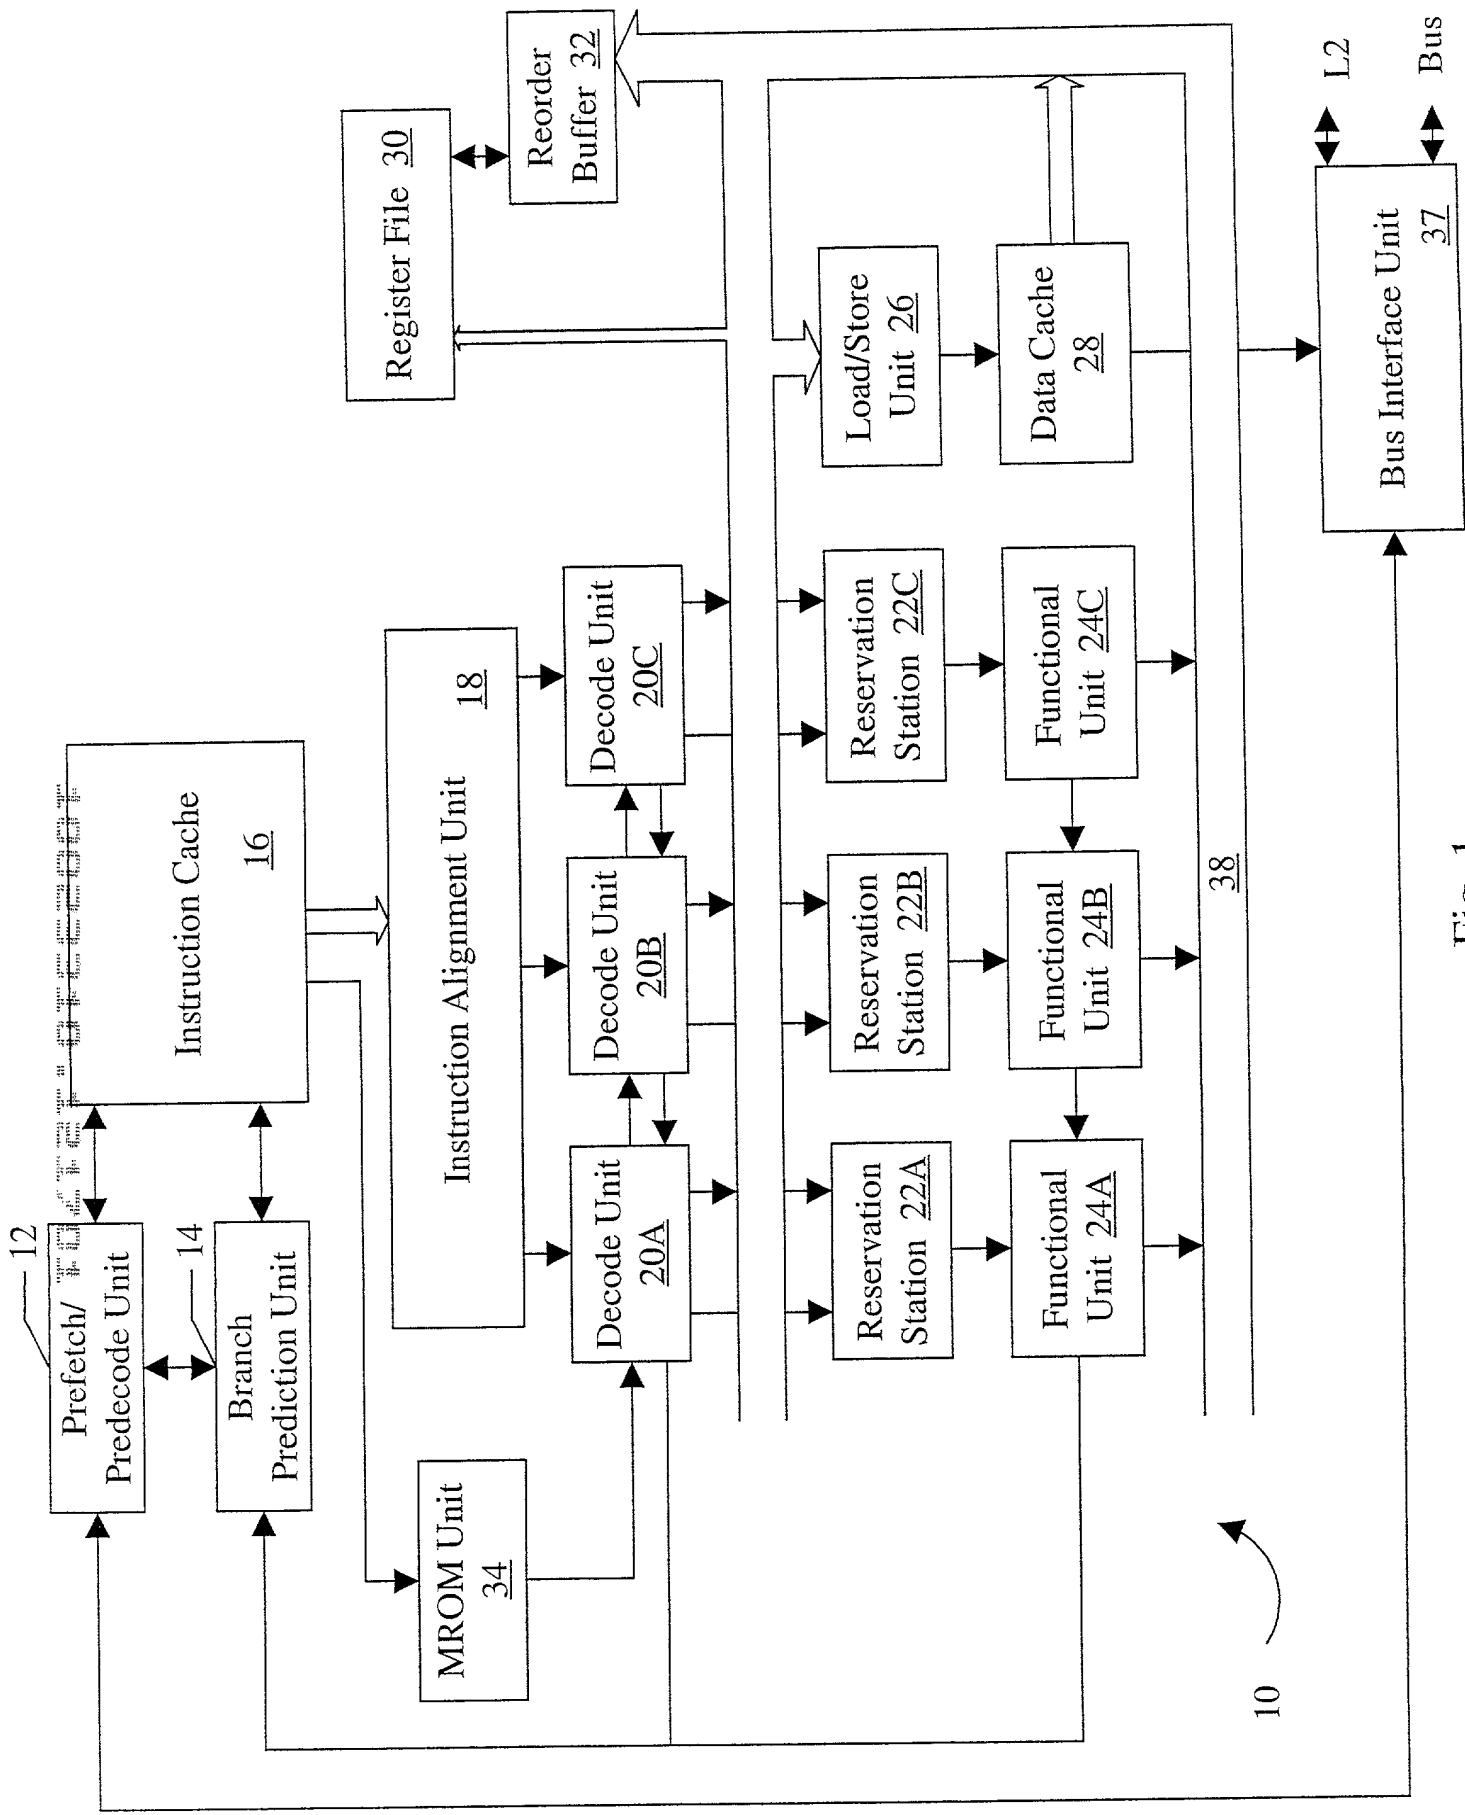 12
Prefetch/
Predecode Unit
14
Branch
Prediction Unit
Instruction Cache
16
Register File 30
Reorder
Buffer 32
MROM Unit
34
Instruction Alignment Unit
18
Decode Unit
20A
Decode Unit
20B
Decode Unit
20C
Reservation
Station 22A
Reservation
Station 22B
Reservation
Station 22C
Load/Store
Unit 26
Functional
Unit 24A
Functional
Unit 24B
Functional
Unit 24C
Data Cache
28
38
10
Bus Interface Unit
37
L2
Bus